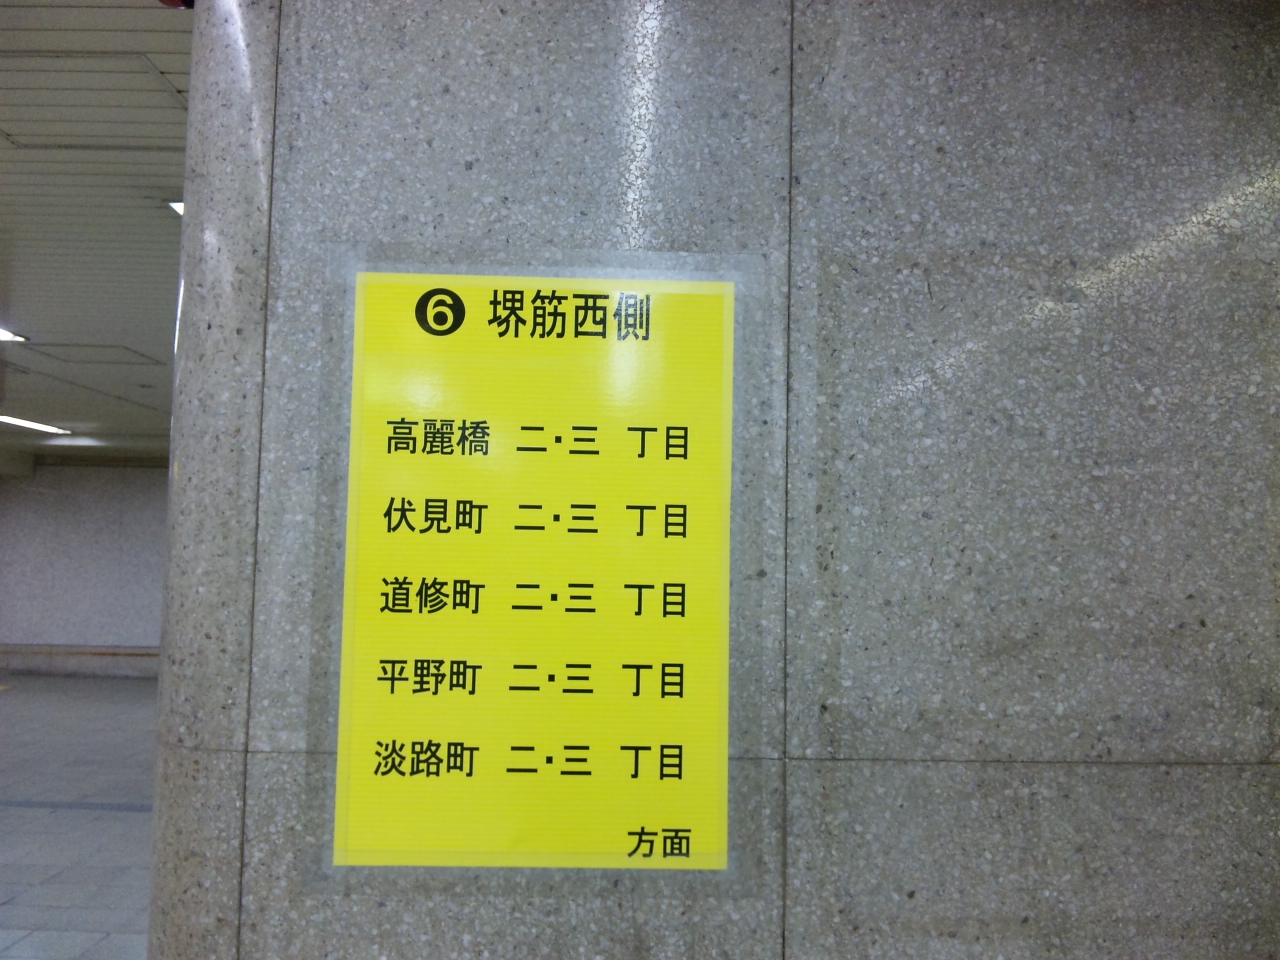 ❻ 堺筋西側
高麗橋 二・三 丁目
伏見町 二・三 丁目
道修町 二・三 丁目
平野町 二・三 丁目
淡路町 二・三 丁目
方面